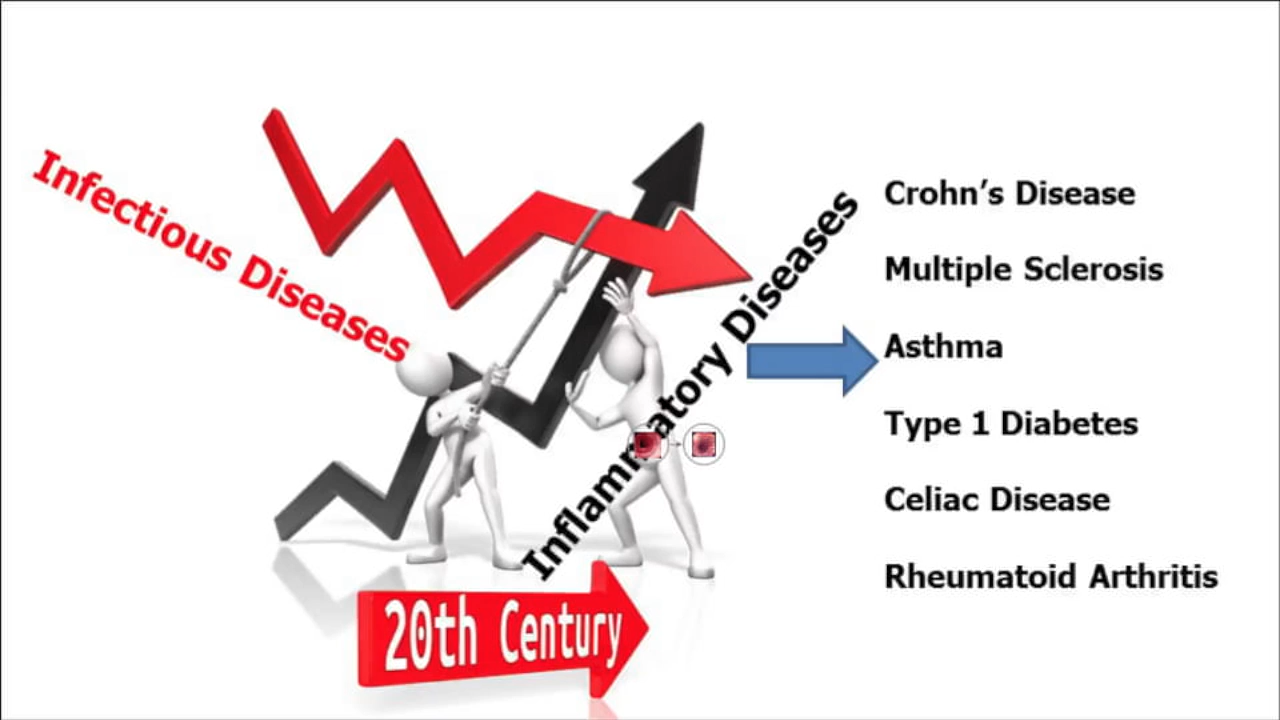 Infectious Diseases
Inflammatory Diseases
20th Century
Crohn’s Disease
Multiple Sclerosis
Asthma
Type 1 Diabetes
Celiac Disease
Rheumatoid Arthritis